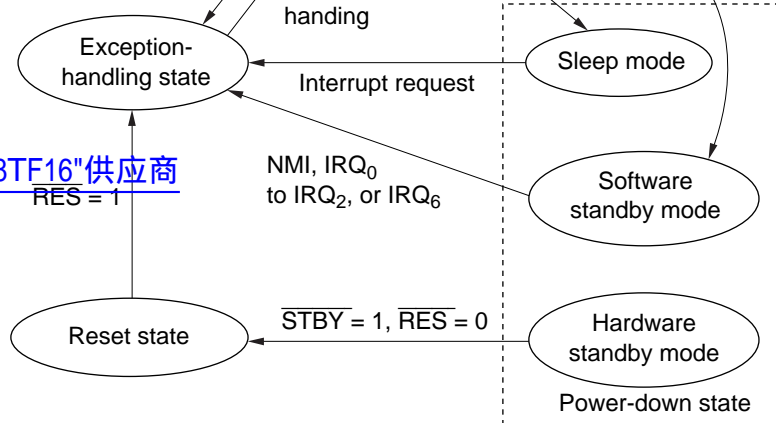 handing
Exception-
handling state
Sleep mode
Interrupt request
3TF16"供应商
RES = 1
NMI, IRQ0
to IRQ2, or IRQ6
Software
standby mode
Reset state
STBY = 1, RES = 0
Hardware
standby mode
Power-down state